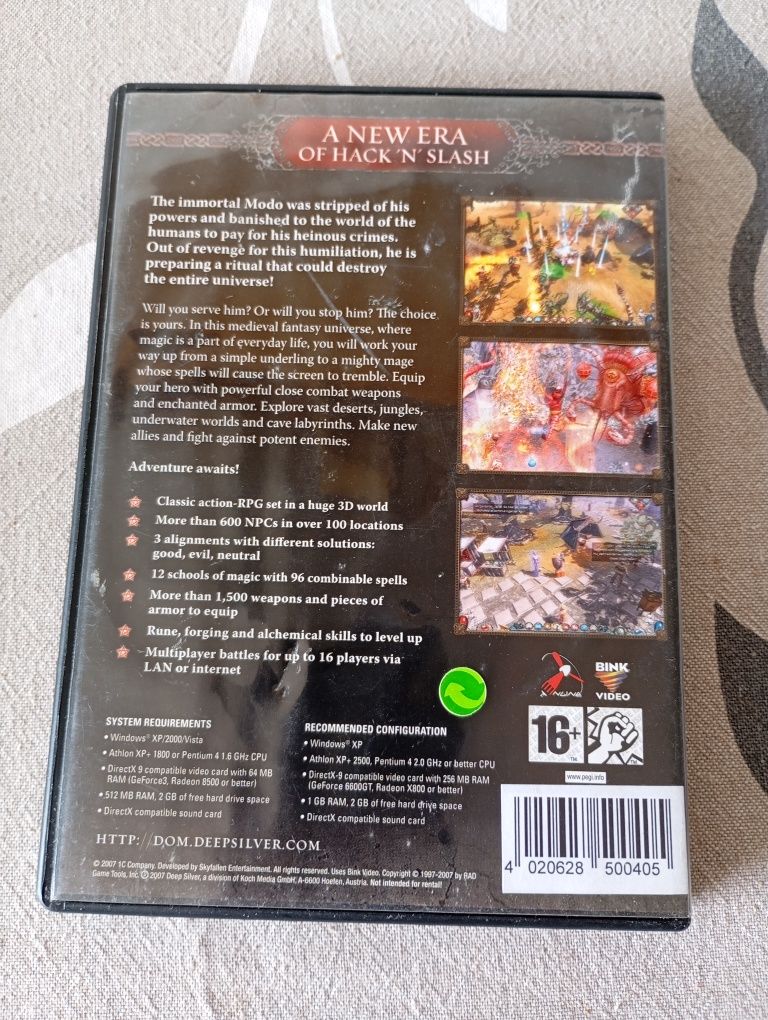 A NEW ERA
OF HACK 'N' SLASH
The immortal Modo was stripped of his
powers and banished to the world of the
humans to pay for his heinous crimes.
Out of revenge for this humiliation, he is
preparing a ritual that could destroy
the entire universe!
Will you serve him? Or will you stop him? The choice
is yours. In this medieval fantasy universe, where
magic is a part of everyday life, you will work your
way up from a simple underling to a mighty mage
whose spells will cause the screen to tremble. Equip
your hero with powerful close combat weapons
and enchanted armor. Explore vast deserts, jungles,
underwater worlds and cave labyrinths. Make new
allies and fight against potent enemies.
Adventure awaits!
Classic action-RPG set in a huge 3D world
More than 600 NPCs in over 100 locations
3 alignments with different solutions:
good, evil, neutral
12 schools of magic with 96 combinable spells
More than 1,500 weapons and pieces of
armor to equip
Rune, forging and alchemical skills to level up
Multiplayer battles for up to 16 players via
LAN or internet
BINK
VIDEO
16+
TM
www.pegi.info
SYSTEM REQUIREMENTS
• Windows® XP/2000/Vista
• Athlon XP+ 1800 or Pentium 4 1.6 GHz CPU
• DirectX 9 compatible video card with 64 MB
RAM (GeForce3, Radeon 8500 or better)
• 512 MB RAM, 2 GB of free hard drive space
• DirectX compatible sound card
RECOMMENDED CONFIGURATION
• Windows® XP
• Athlon XP+ 2500, Pentium 4 2.0 GHz or better CPU
• DirectX-9 compatible video card with 256 MB RAM
(GeForce 6600GT, Radeon X800 or better)
• 1 GB RAM, 2 GB of free hard drive space
• DirectX compatible sound card
HTTP://DOM.DEEPSILVER.COM
© 2007 1C Company. Developed by Skyfallen Entertainment. All rights reserved. Uses Bink Video. Copyright © 1997-2007 by RAD
Game Tools, Inc. ℗ 2007 Deep Silver, a division of Koch Media GmbH, A-6600 Hoefen, Austria. Not intended for rental!
4 020628 500405